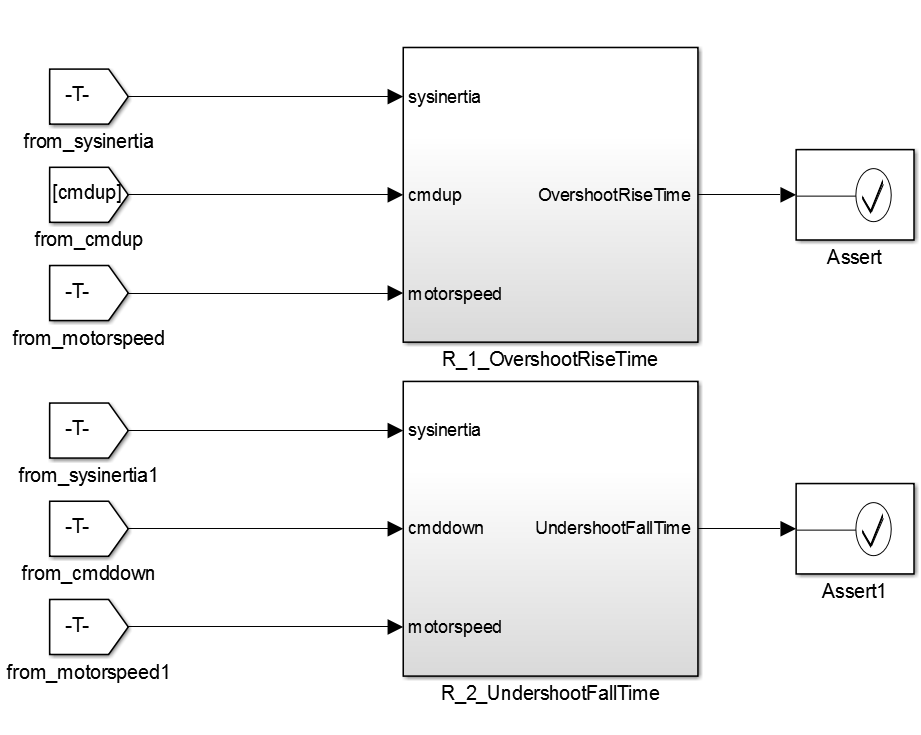 -T-
from_sysinertia
[cmdup]
from_cmdup
-T-
from_motorspeed
sysinertia
cmdup
motorspeed
OvershootRiseTime
R_1_OvershootRiseTime
Assert
-T-
from_sysinertia1
-T-
from_cmddown
-T-
from_motorspeed1
sysinertia
cmddown
motorspeed
UndershootFallTime
R_2_UndershootFallTime
Assert1